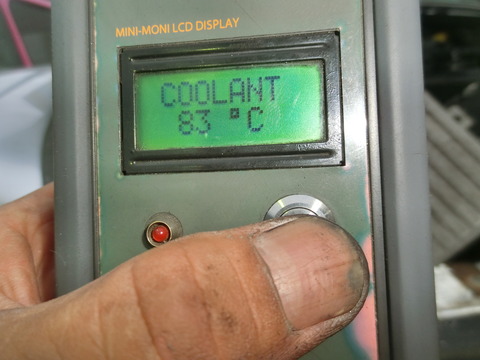 MINI-MONI LCD DISPLAY
COOLANT
83 °C